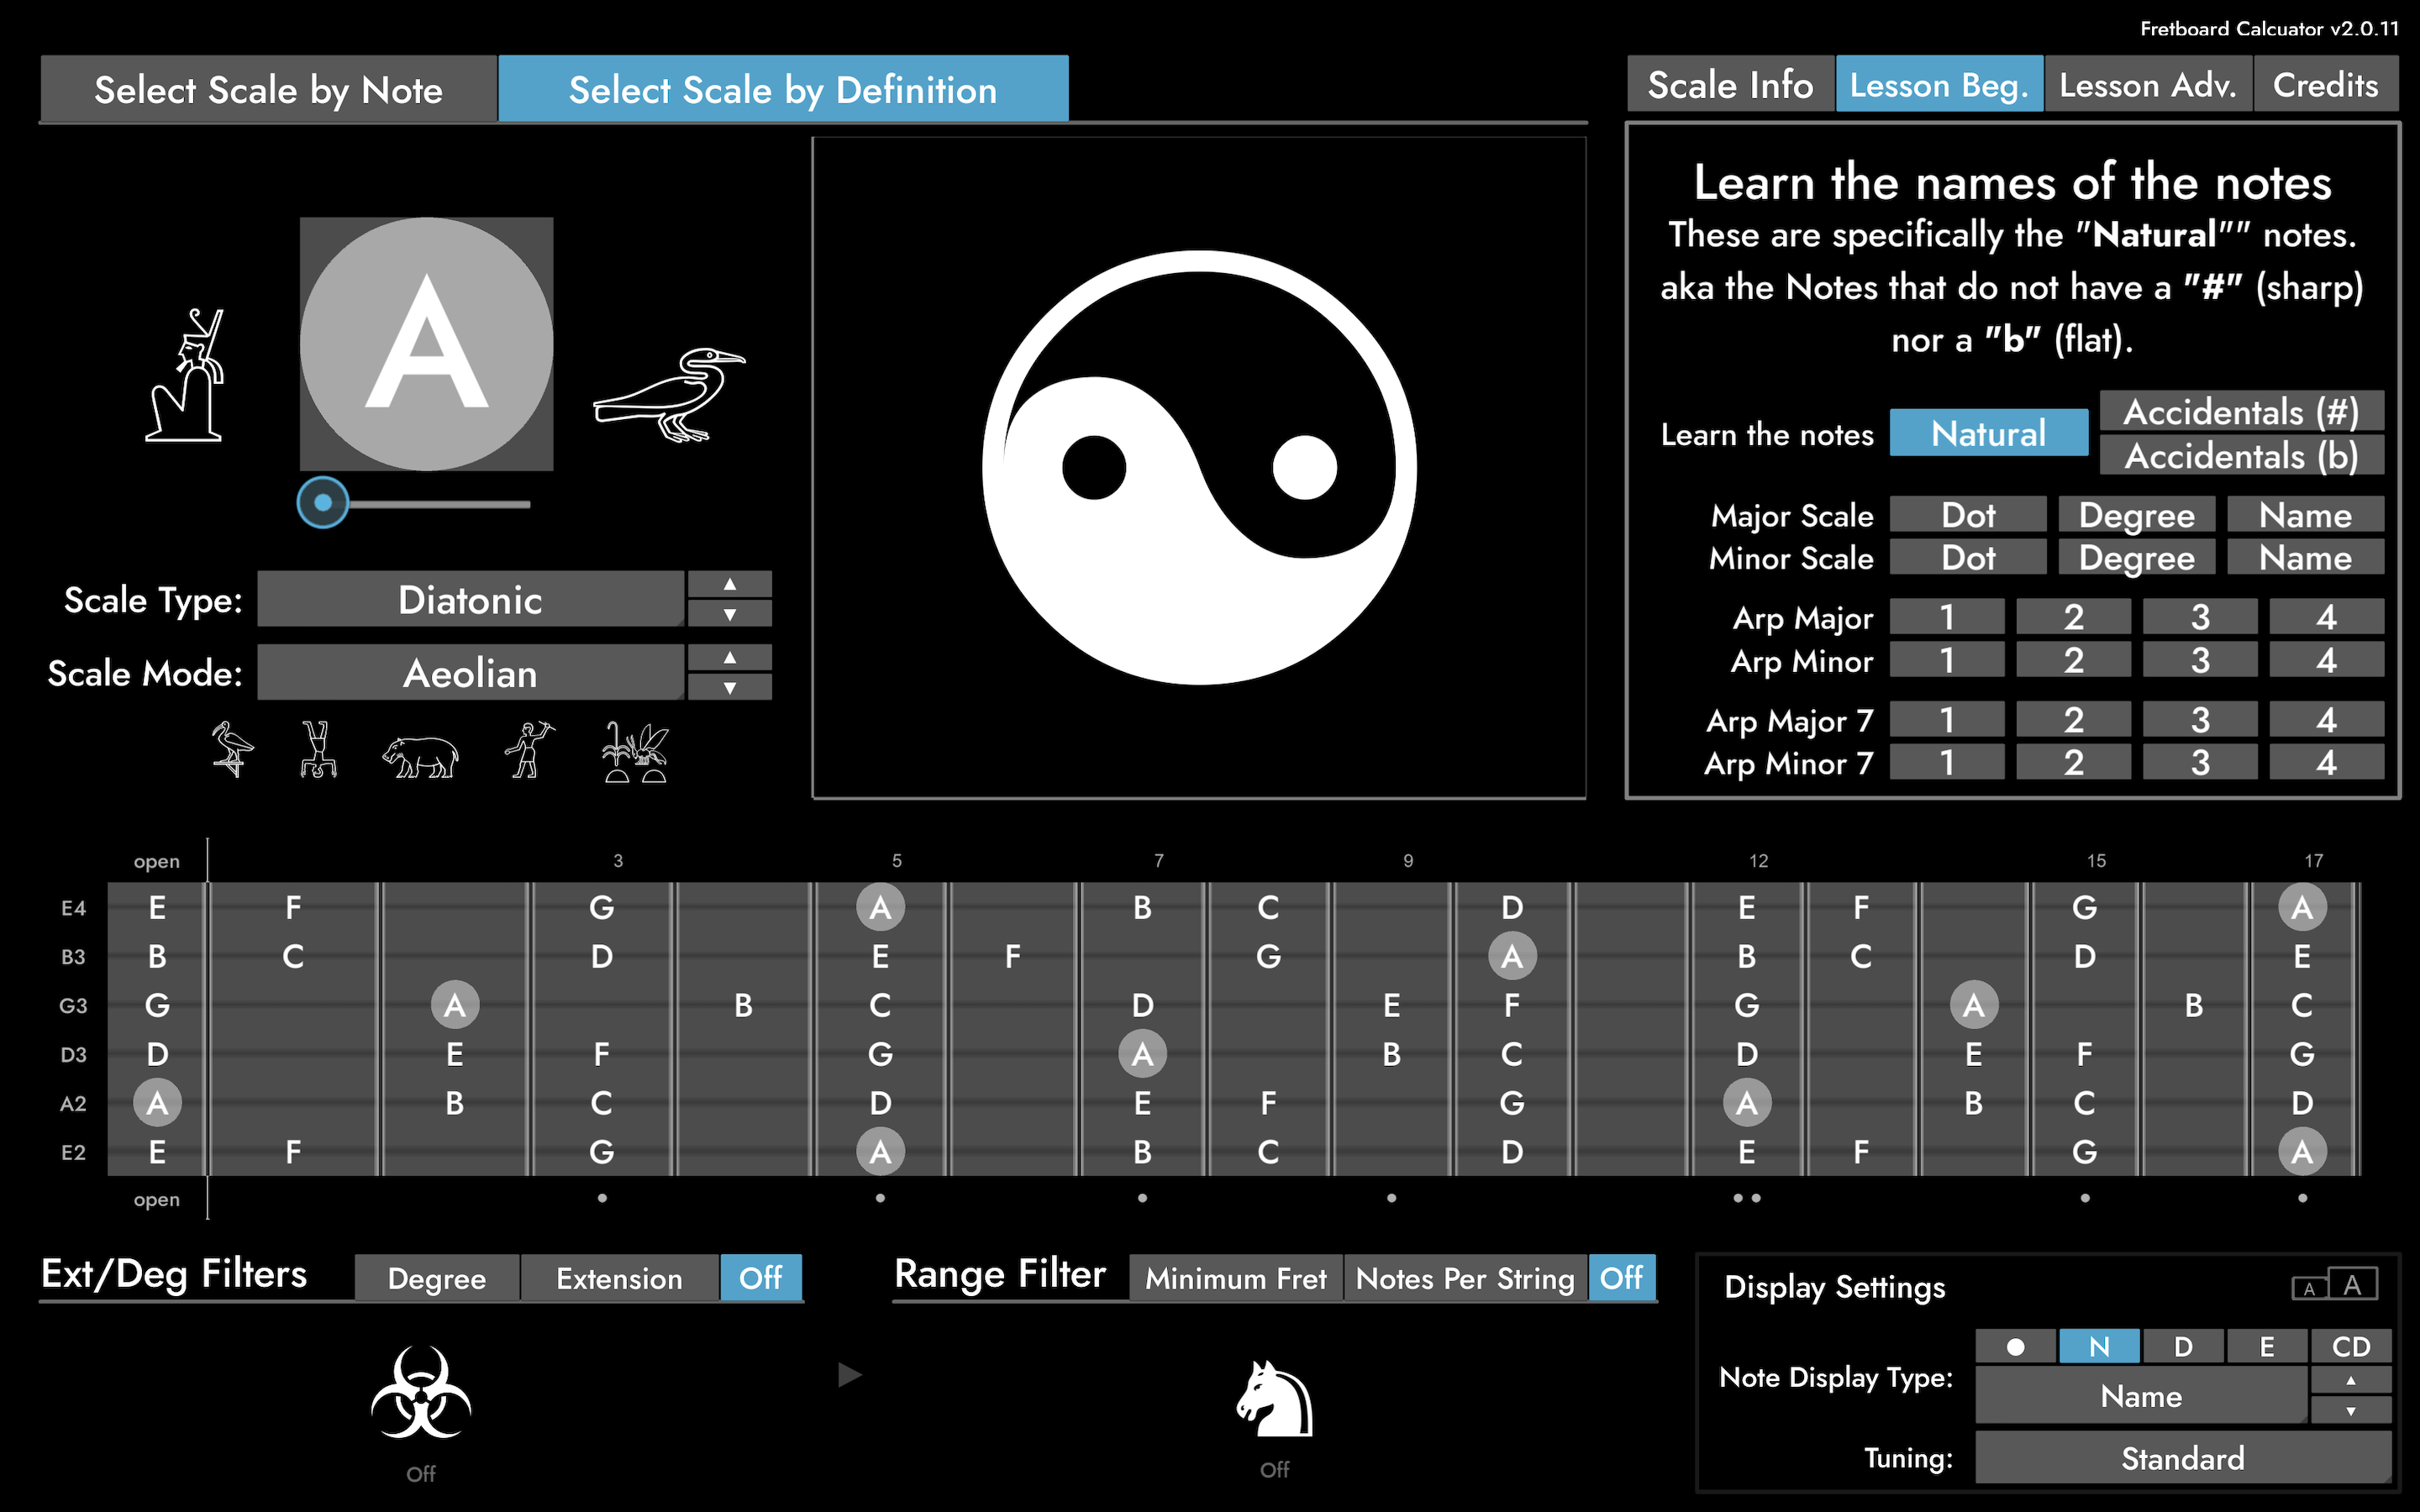 Fretboard Calcuator v2.0.11
Select Scale by Note Select Scale by Definition
Scale Info Lesson Beg. Lesson Adv. Credits
A
Scale Type: Diatonic ▲ ▼
Scale Mode: Aeolian ▲ ▼
Learn the names of the notes
These are specifically the "Natural"" notes.
aka the Notes that do not have a "#" (sharp)
nor a "b" (flat).
Learn the notes Natural Accidentals (#)
Accidentals (b)
Major Scale Dot Degree Name
Minor Scale Dot Degree Name
Arp Major 1 2 3 4
Arp Minor 1 2 3 4
Arp Major 7 1 2 3 4
Arp Minor 7 1 2 3 4
open 3 5 7 9 12 15 17
E4 E F G A B C D E F G A
B3 B C D E F G A B C D E
G3 G A B C D E F G A B C
D3 D E F G A B C D E F G
A2 A B C D E F G A B C D
E2 E F G A B C D E F G A
open
Ext/Deg Filters Degree Extension Off
Off
Range Filter Minimum Fret Notes Per String Off
Off
Display Settings A A
N D E CD
Note Display Type: Name ▲ ▼
Tuning: Standard